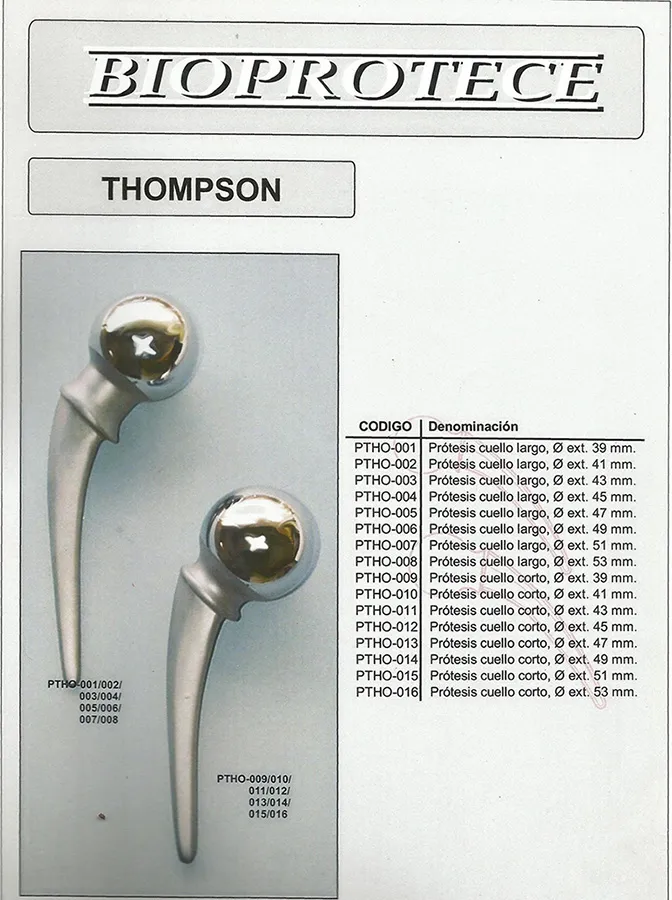 BIOPROTECE
THOMPSON
CODIGO Denominación
PTHO-001 Prótesis cuello largo, Ø ext. 39 mm.
PTHO-002 Prótesis cuello largo, Ø ext. 41 mm.
PTHO-003 Prótesis cuello largo, Ø ext. 43 mm.
PTHO-004 Prótesis cuello largo, Ø ext. 45 mm.
PTHO-005 Prótesis cuello largo, Ø ext. 47 mm.
PTHO-006 Prótesis cuello largo, Ø ext. 49 mm.
PTHO-007 Prótesis cuello largo, Ø ext. 51 mm.
PTHO-008 Prótesis cuello largo, Ø ext. 53 mm.
PTHO-009 Prótesis cuello corto, Ø ext. 39 mm.
PTHO-010 Prótesis cuello corto, Ø ext. 41 mm.
PTHO-011 Prótesis cuello corto, Ø ext. 43 mm.
PTHO-012 Prótesis cuello corto, Ø ext. 45 mm.
PTHO-013 Prótesis cuello corto, Ø ext. 47 mm.
PTHO-014 Prótesis cuello corto, Ø ext. 49 mm.
PTHO-015 Prótesis cuello corto, Ø ext. 51 mm.
PTHO-016 Prótesis cuello corto, Ø ext. 53 mm.
PTHO-001/002/
003/004/
005/006/
007/008
PTHO-009/010/
011/012/
013/014/
015/016